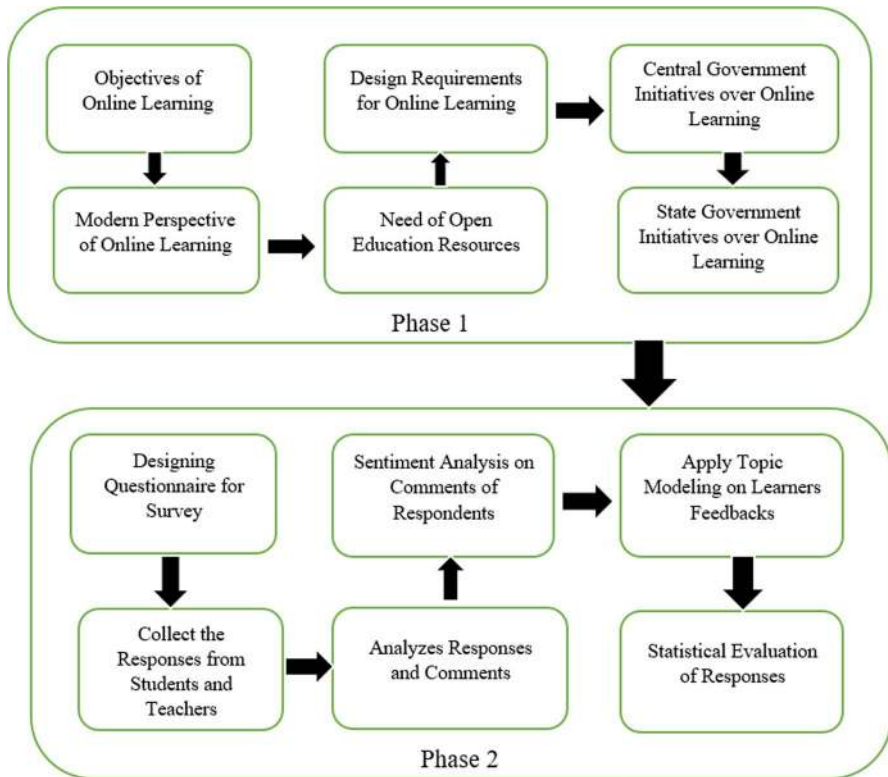 Objectives of
Online Learning
Modern Perspective
of Online Learning
Need of Open
Education Resources
Design Requirements
for Online Learning
Central Government
Initiatives over Online
Learning
State Government
Initiatives over Online
Learning
Phase 1
Designing
Questionnaire for
Survey
Collect the
Responses from
Students and
Teachers
Analyzes Responses
and Comments
Sentiment Analysis on
Comments of
Respondents
Apply Topic
Modeling on Learners
Feedbacks
Statistical Evaluation
of Responses
Phase 2